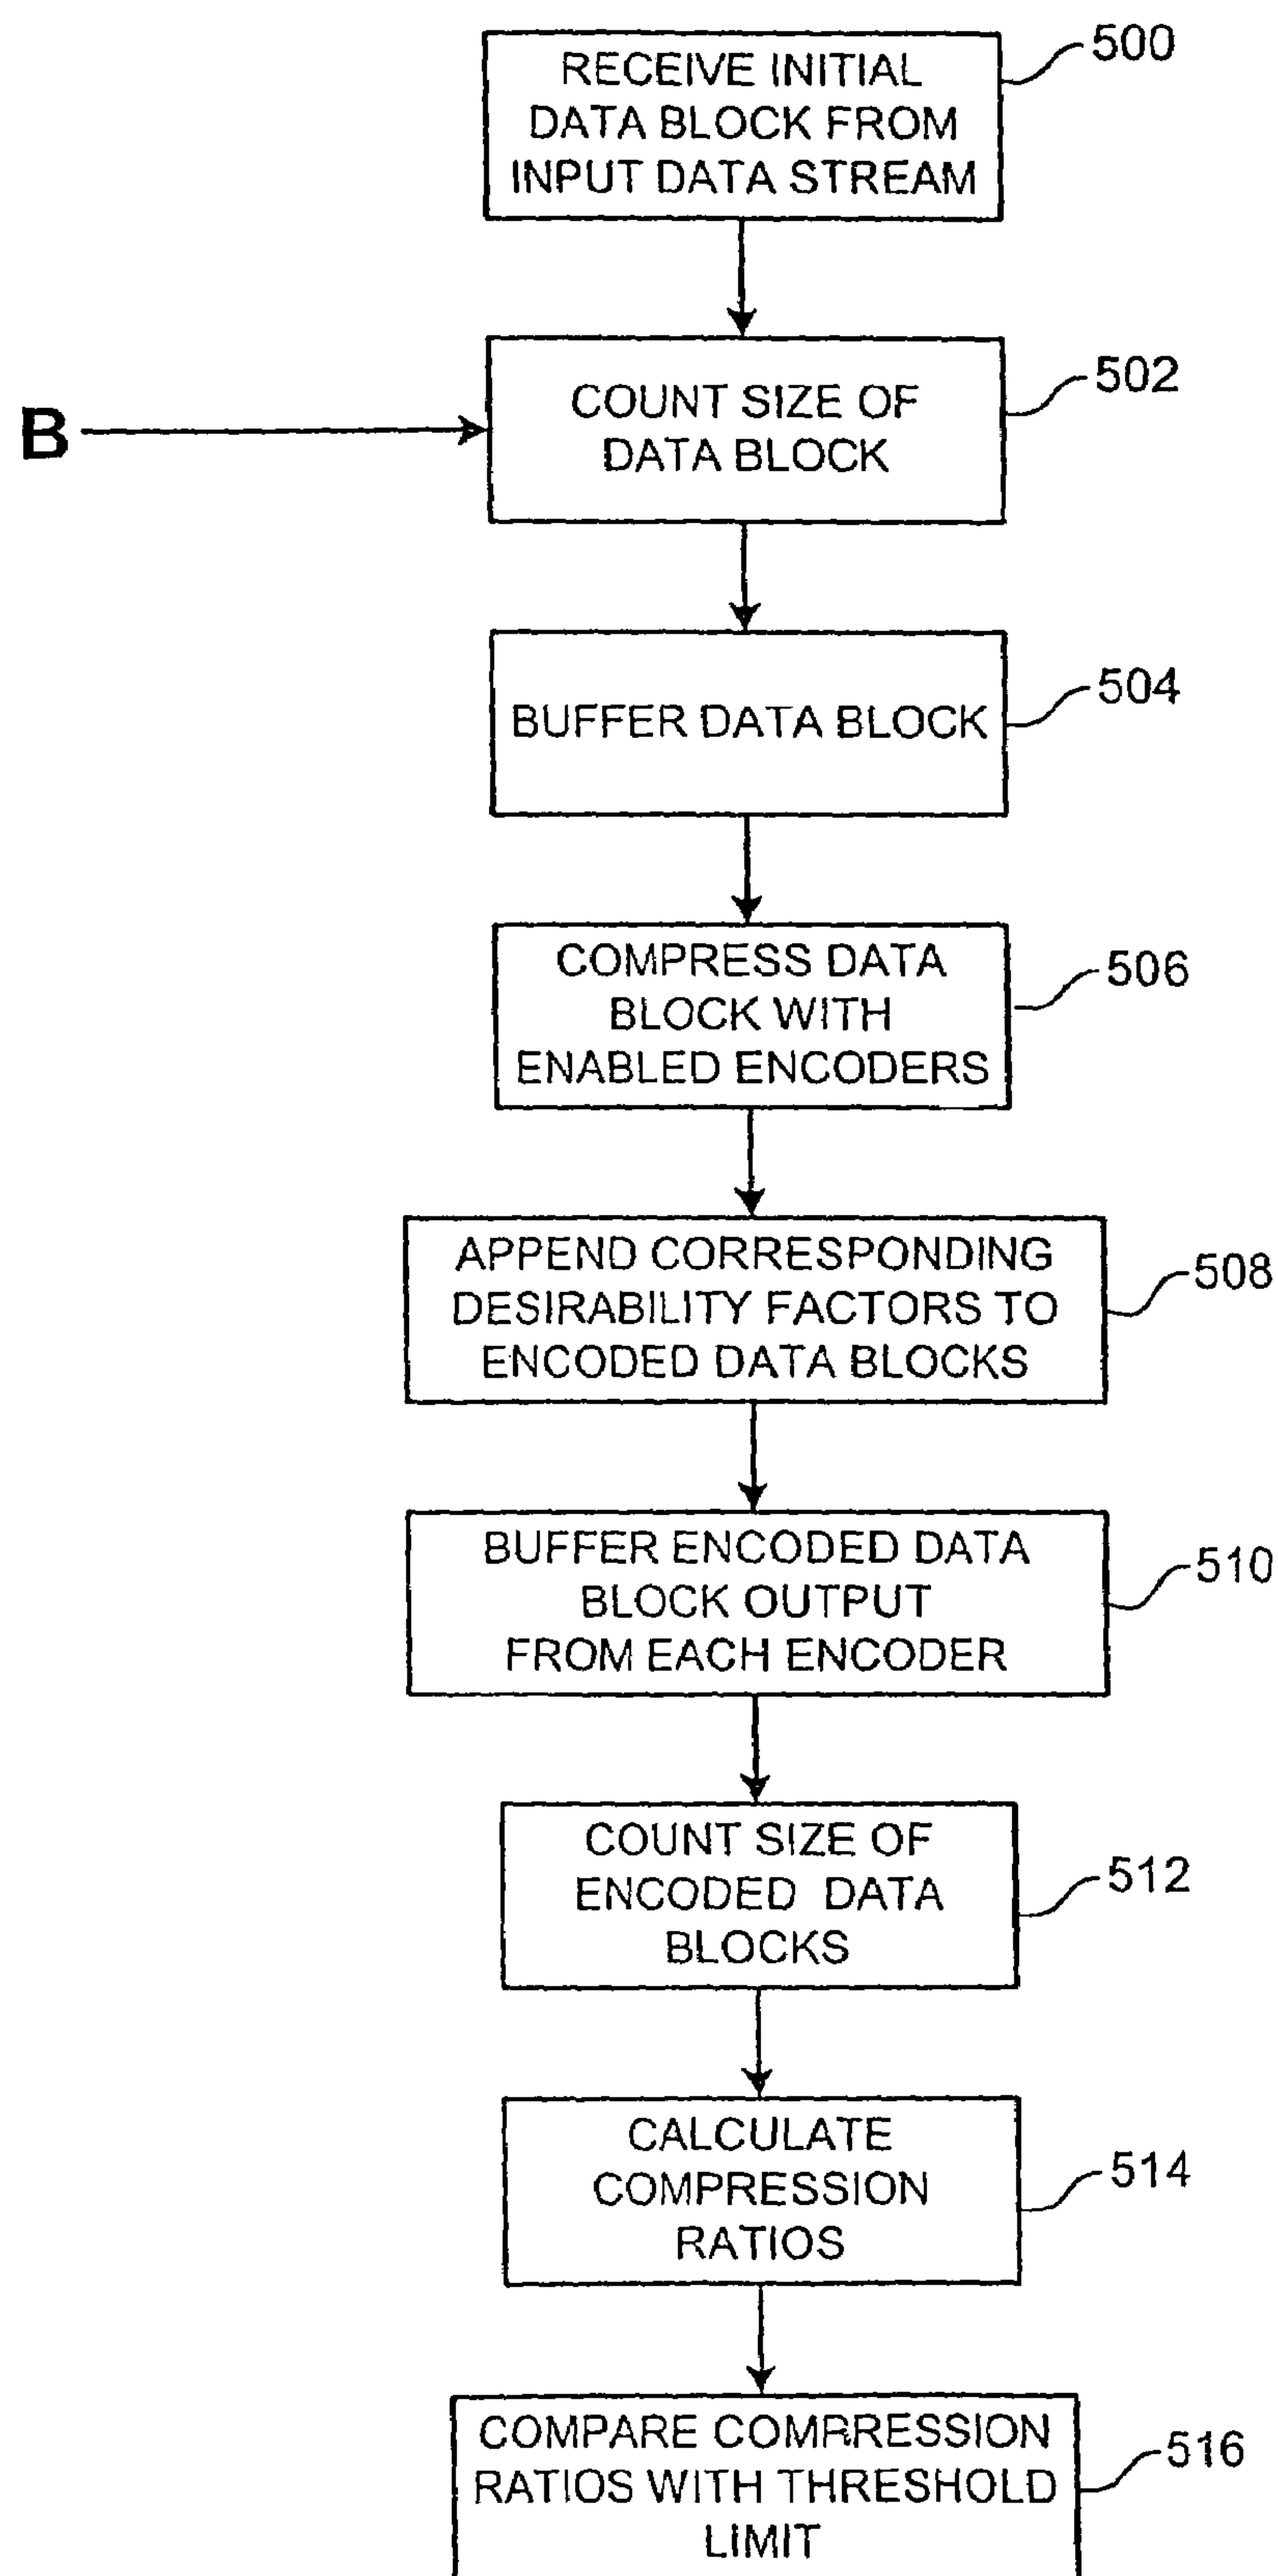 RECEIVE INITIAL
DATA BLOCK FROM
INPUT DATA STREAM
500
COUNT SIZE OF
DATA BLOCK
502
B
BUFFER DATA BLOCK
504
COMPRESS DATA
BLOCK WITH
ENABLED ENCODERS
506
APPEND CORRESPONDING
DESIRABILITY FACTORS TO
ENCODED DATA BLOCKS
508
BUFFER ENCODED DATA
BLOCK OUTPUT
FROM EACH ENCODER
510
COUNT SIZE OF
ENCODED DATA
BLOCKS
512
CALCULATE
COMPRESSION
RATIOS
514
COMPARE COMPRESSION
RATIOS WITH THRESHOLD
LIMIT
516